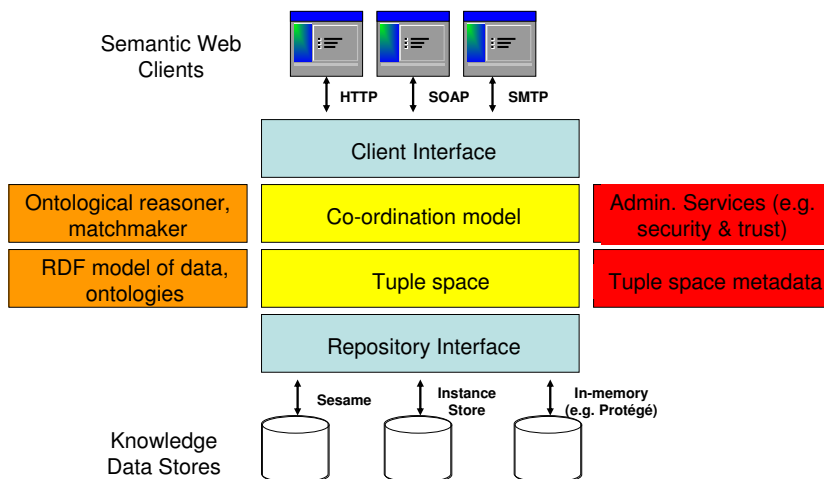 Semantic Web
Clients
HTTP
SOAP
SMTP
Client Interface
Ontological reasoner,
matchmaker
Co-ordination model
Admin. Services (e.g.
security & trust)
RDF model of data,
ontologies
Tuple space
Tuple space metadata
Repository Interface
Sesame
Instance
Store
In-memory
(e.g. Protégé)
Knowledge
Data Stores